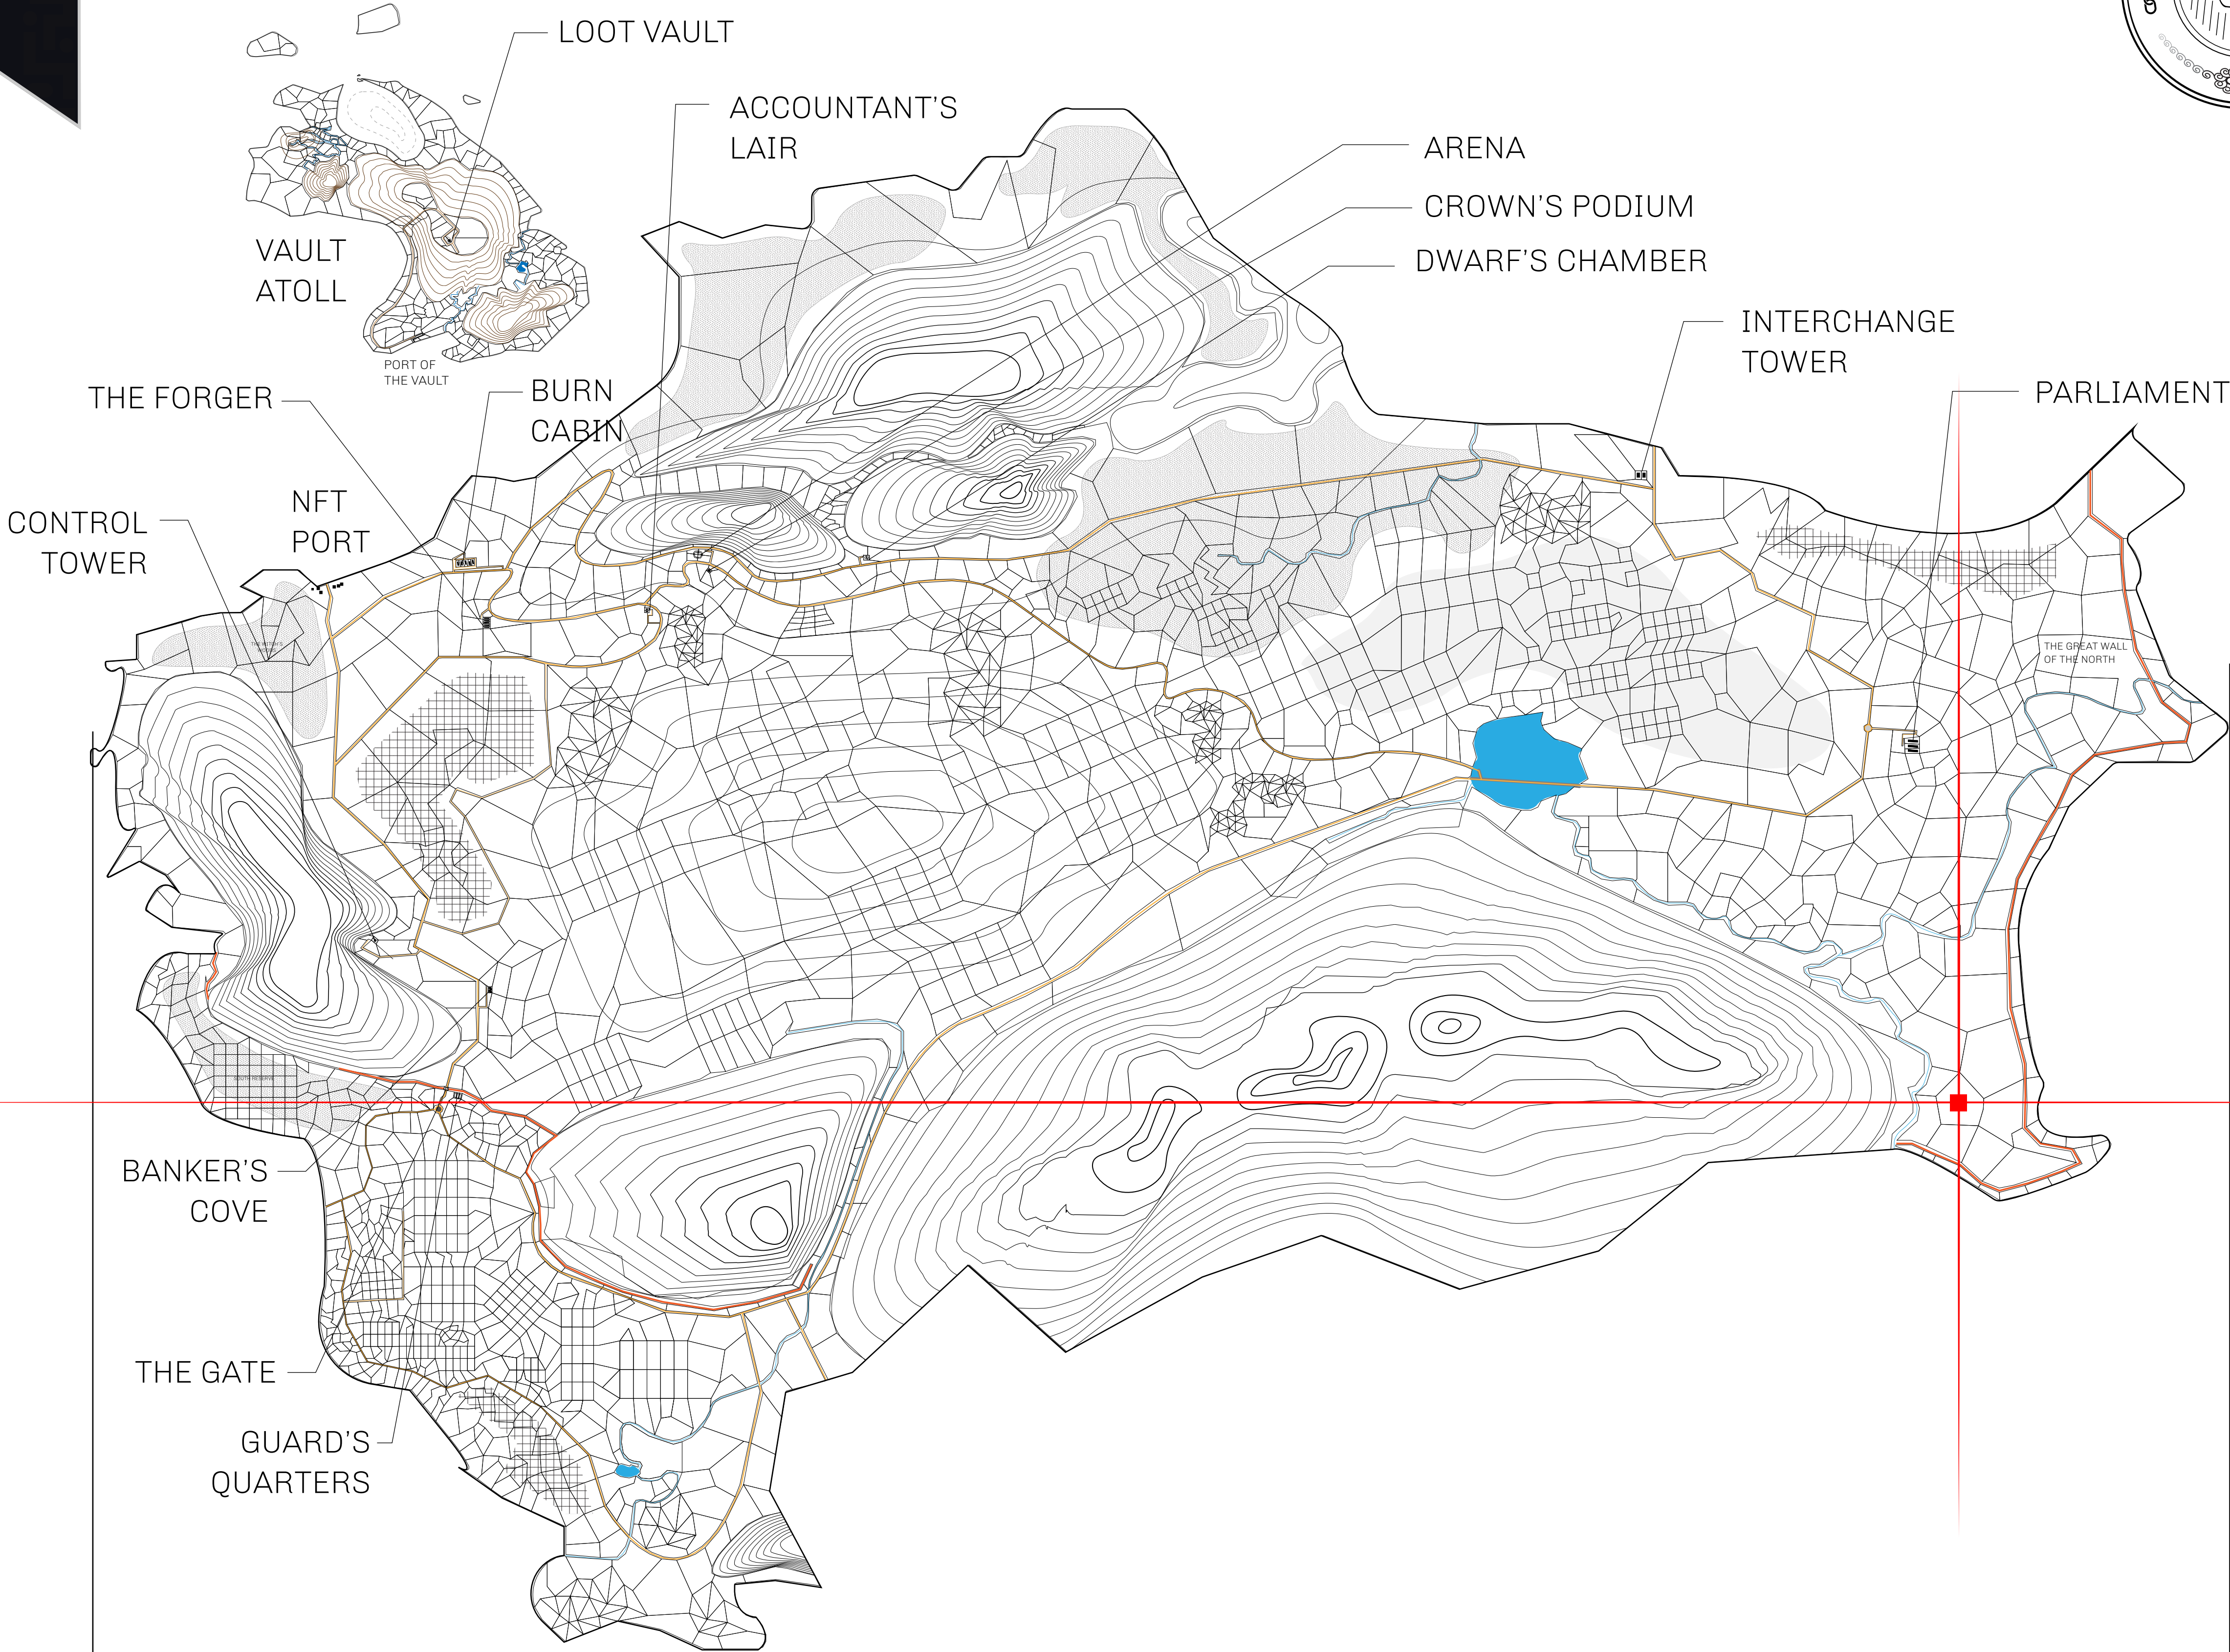 LOOT VAULT
ACCOUNTANT'S
LAIR
ARENA
CROWN'S PODIUM
DWARF'S CHAMBER
VAULT
ATOLL
INTERCHANGE
TOWER
PORT OF
THE VAULT
PARLIAMENT
THE FORGER
BURN
CABIN
NFT
PORT
CONTROL
TOWER
THE GREAT WALL
OF THE NORTH
SOUTH RESERVE
BANKER'S
COVE
THE GATE
GUARD'S
QUARTERS